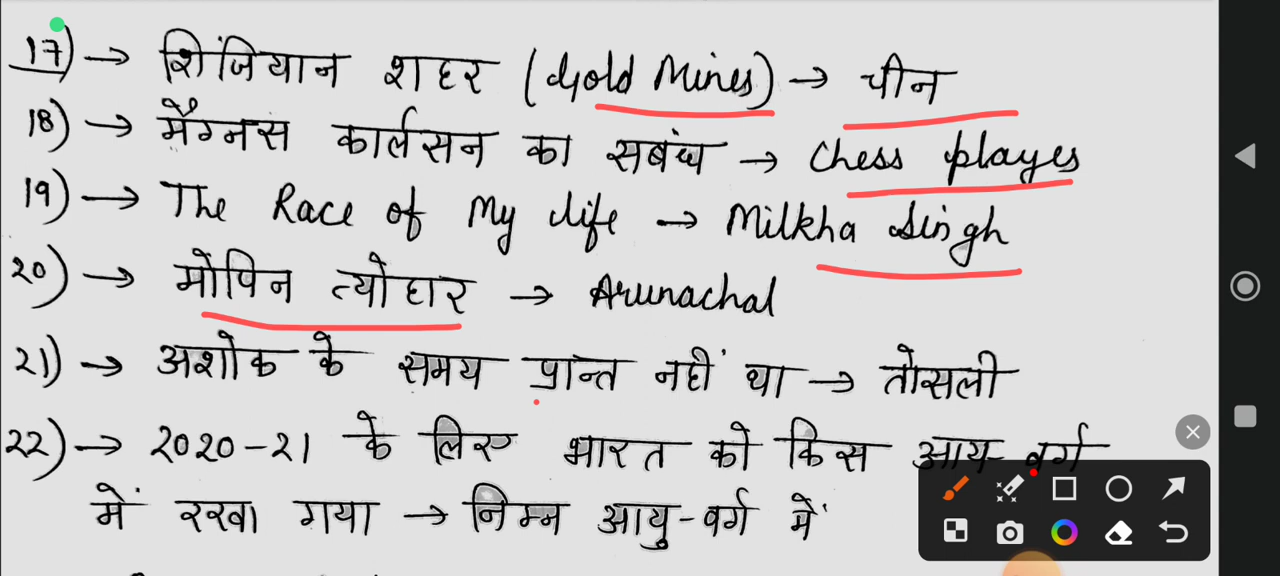 17) → शिंजियान शहर (Gold Mines) → चीन
18) → मैग्नस कार्लसन का सबंध → Chess playes
19) → The Race of My life → Milkha Singh
20) → मोपिन त्योहार → Arunachal
21) → अशोक के समय प्रान्त नहीं था → तोसली
22) → 2020-21 के लिए भारत को किस आय-वर्ग
में रखा गया → निम्न आयु-वर्ग में